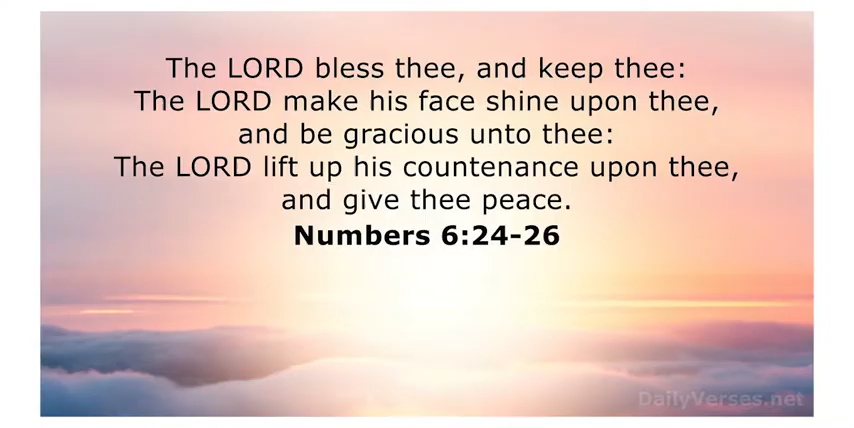 The LORD bless thee, and keep thee:
The LORD make his face shine upon thee,
and be gracious unto thee:
The LORD lift up his countenance upon thee,
and give thee peace.
Numbers 6:24-26
DailyVerses.net